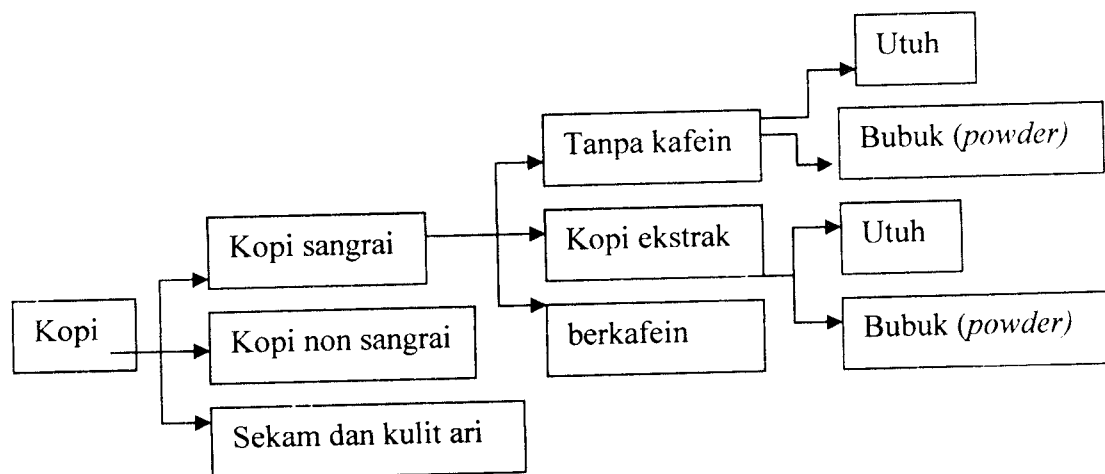 Utuh
Tanpa kafein
Bubuk (powder)
Kopi sangrai
Kopi ekstrak
Utuh
Kopi
Kopi non sangrai
berkafein
Bubuk (powder)
Sekam dan kulit ari